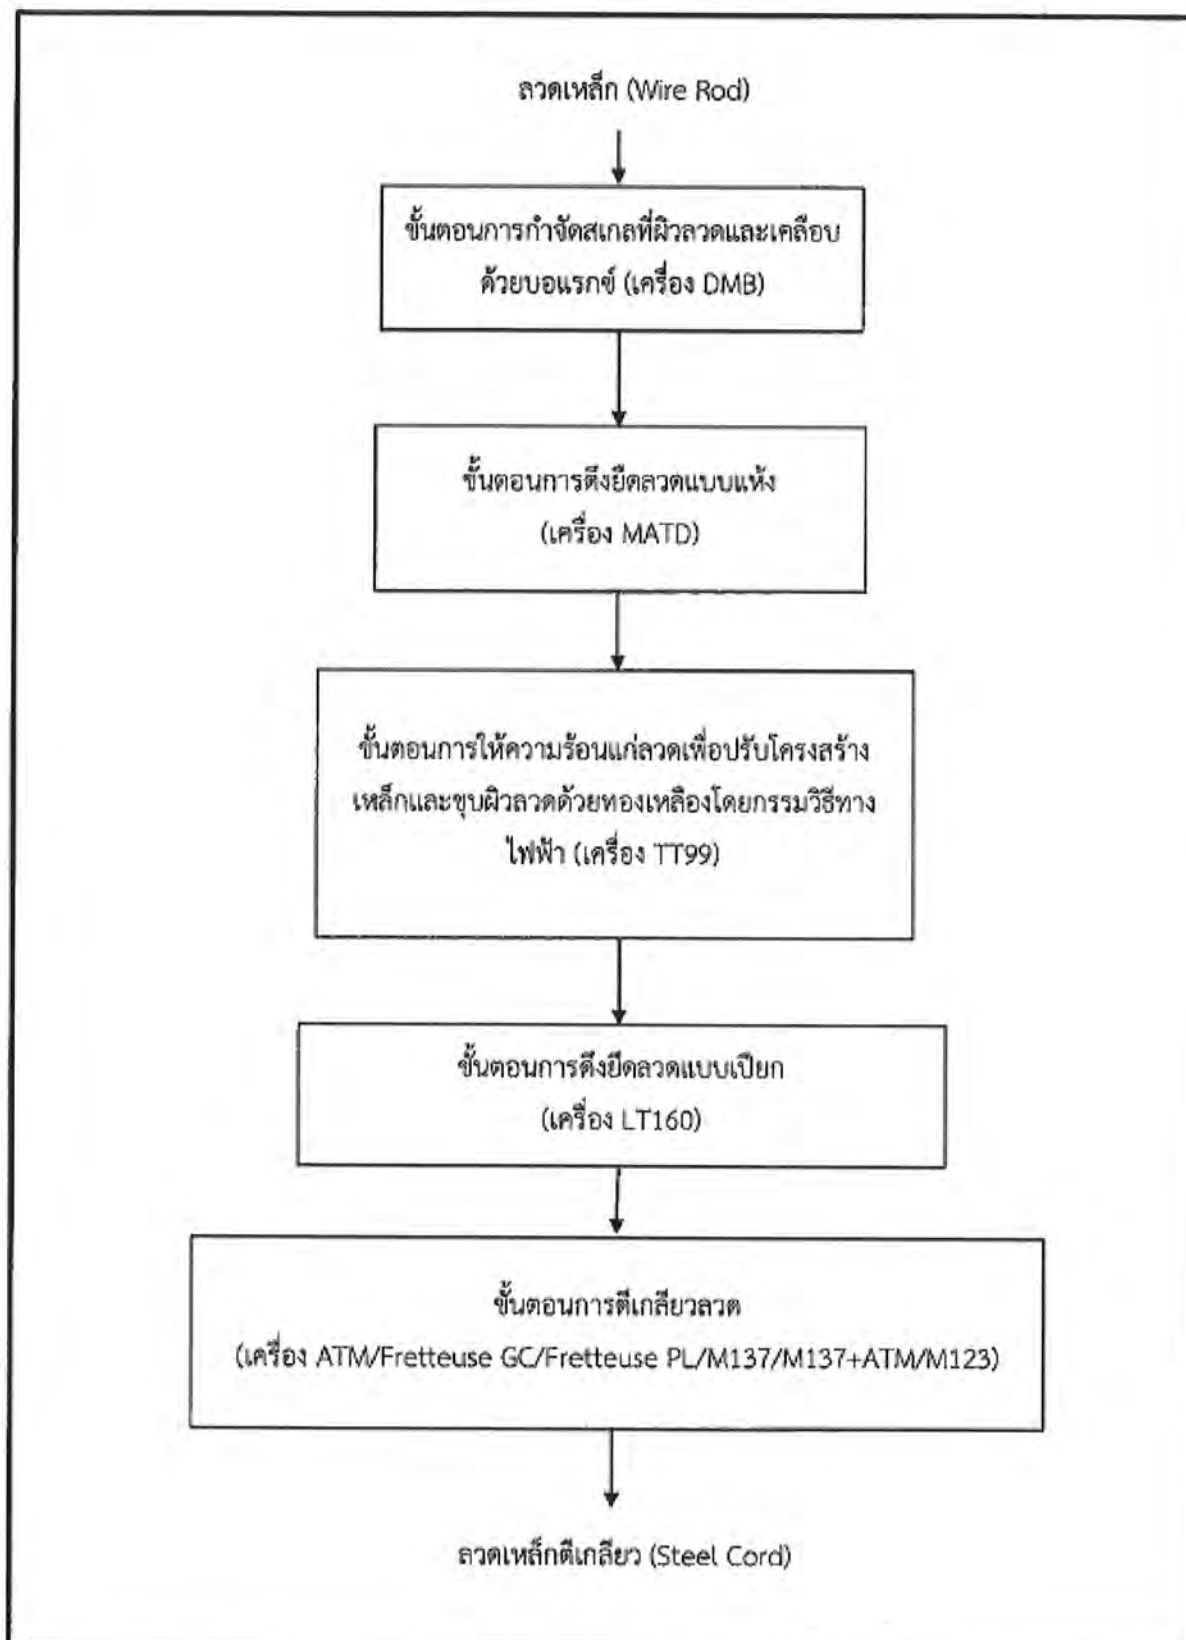 ลวดเหล็ก (Wire Rod)
ขั้นตอนการกำจัดสเกลที่ผิวลวดและเคลือบ
ด้วยบอแรกซ์ (เครื่อง DMB)
ขั้นตอนการดึงยืดลวดแบบแห้ง
(เครื่อง MATD)
ขั้นตอนการให้ความร้อนแก่ลวดเพื่อปรับโครงสร้าง
เหล็กและชุบผิวลวดด้วยทองเหลืองโดยกรรมวิธีทาง
ไฟฟ้า (เครื่อง TT99)
ขั้นตอนการดึงยืดลวดแบบเปียก
(เครื่อง LT160)
ขั้นตอนการตีเกลียวลวด
(เครื่อง ATM/Fretteuse GC/Fretteuse PL/M137/M137+ATM/M123)
ลวดเหล็กตีเกลียว (Steel Cord)